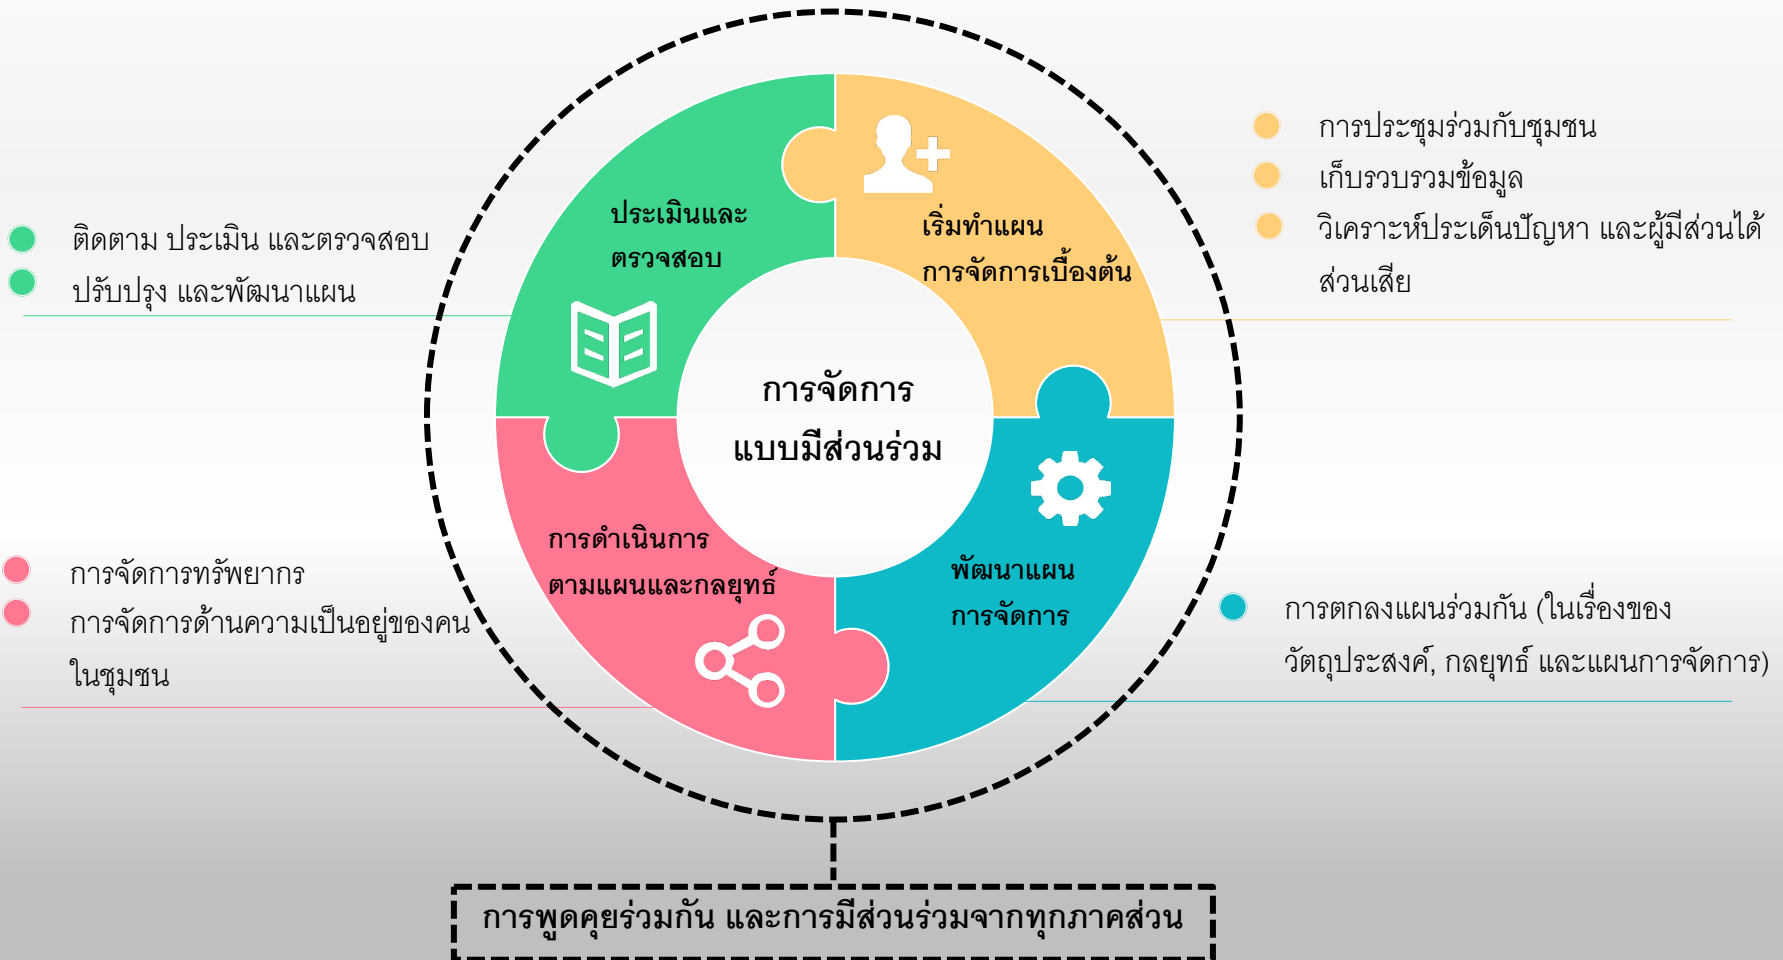 การประชุมร่วมกับชุมชน
เก็บรวบรวมข้อมูล
วิเคราะห์ประเด็นปัญหา และผู้มีส่วนได้
ส่วนเสีย
ติดตาม ประเมิน และตรวจสอบ
ปรับปรุง และพัฒนาแผน
ประเมินและ
ตรวจสอบ
เริ่มทำแผน
การจัดการเบื้องต้น
การจัดการ
แบบมีส่วนร่วม
การดำเนินการ
ตามแผนและกลยุทธ์
พัฒนาแผน
การจัดการ
การจัดการทรัพยากร
การจัดการด้านความเป็นอยู่ของคน
ในชุมชน
การตกลงแผนร่วมกัน (ในเรื่องของ
วัตถุประสงค์, กลยุทธ์ และแผนการจัดการ)
การพูดคุยร่วมกัน และการมีส่วนร่วมจากทุกภาคส่วน